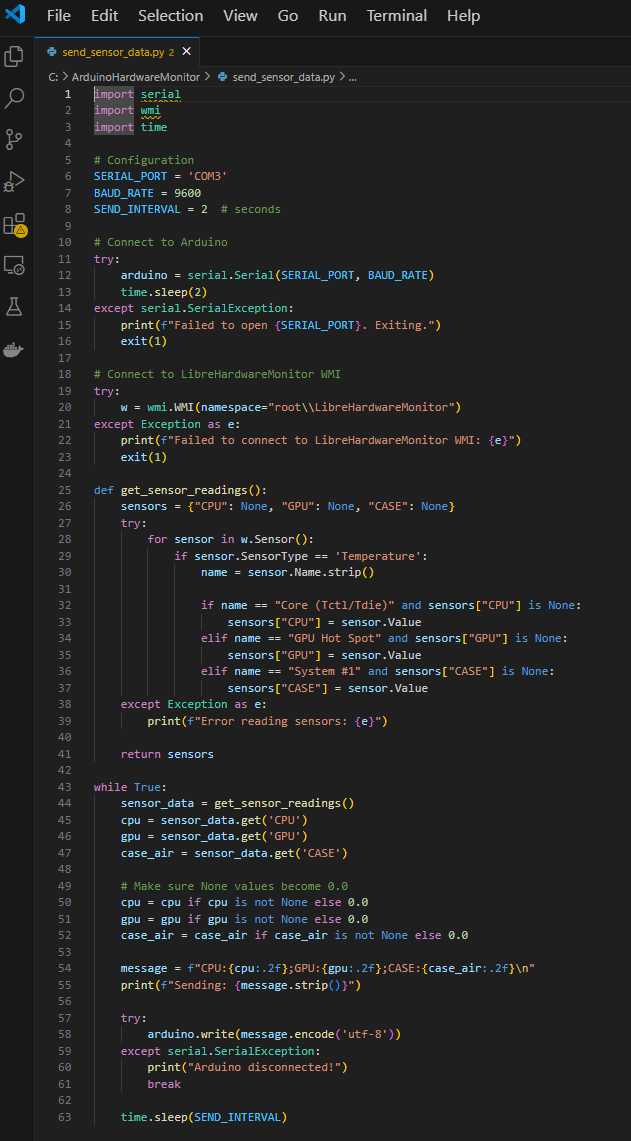 File Edit Selection View Go Run Terminal Help
send_sensor_data.py 2 ×
C: > ArduinoHardwareMonitor > send_sensor_data.py > ...
1 import serial
2 import wmi
3 import time
4
5 # Configuration
6 SERIAL_PORT = 'COM3'
7 BAUD_RATE = 9600
8 SEND_INTERVAL = 2  # seconds
9
10 # Connect to Arduino
11 try:
12     arduino = serial.Serial(SERIAL_PORT, BAUD_RATE)
13     time.sleep(2)
14 except serial.SerialException:
15     print(f"Failed to open {SERIAL_PORT}. Exiting.")
16     exit(1)
17
18 # Connect to LibreHardwareMonitor WMI
19 try:
20     w = wmi.WMI(namespace="root\\LibreHardwareMonitor")
21 except Exception as e:
22     print(f"Failed to connect to LibreHardwareMonitor WMI: {e}")
23     exit(1)
24
25 def get_sensor_readings():
26     sensors = {"CPU": None, "GPU": None, "CASE": None}
27     try:
28         for sensor in w.Sensor():
29             if sensor.SensorType == 'Temperature':
30                 name = sensor.Name.strip()
31
32                 if name == "Core (Tctl/Tdie)" and sensors["CPU"] is None:
33                     sensors["CPU"] = sensor.Value
34                 elif name == "GPU Hot Spot" and sensors["GPU"] is None:
35                     sensors["GPU"] = sensor.Value
36                 elif name == "System #1" and sensors["CASE"] is None:
37                     sensors["CASE"] = sensor.Value
38     except Exception as e:
39         print(f"Error reading sensors: {e}")
40
41     return sensors
42
43 while True:
44     sensor_data = get_sensor_readings()
45     cpu = sensor_data.get('CPU')
46     gpu = sensor_data.get('GPU')
47     case_air = sensor_data.get('CASE')
48
49     # Make sure None values become 0.0
50     cpu = cpu if cpu is not None else 0.0
51     gpu = gpu if gpu is not None else 0.0
52     case_air = case_air if case_air is not None else 0.0
53
54     message = f"CPU:{cpu:.2f};GPU:{gpu:.2f};CASE:{case_air:.2f}\n"
55     print(f"Sending: {message.strip()}")
56
57     try:
58         arduino.write(message.encode('utf-8'))
59     except serial.SerialException:
60         print("Arduino disconnected!")
61         break
62
63     time.sleep(SEND_INTERVAL)